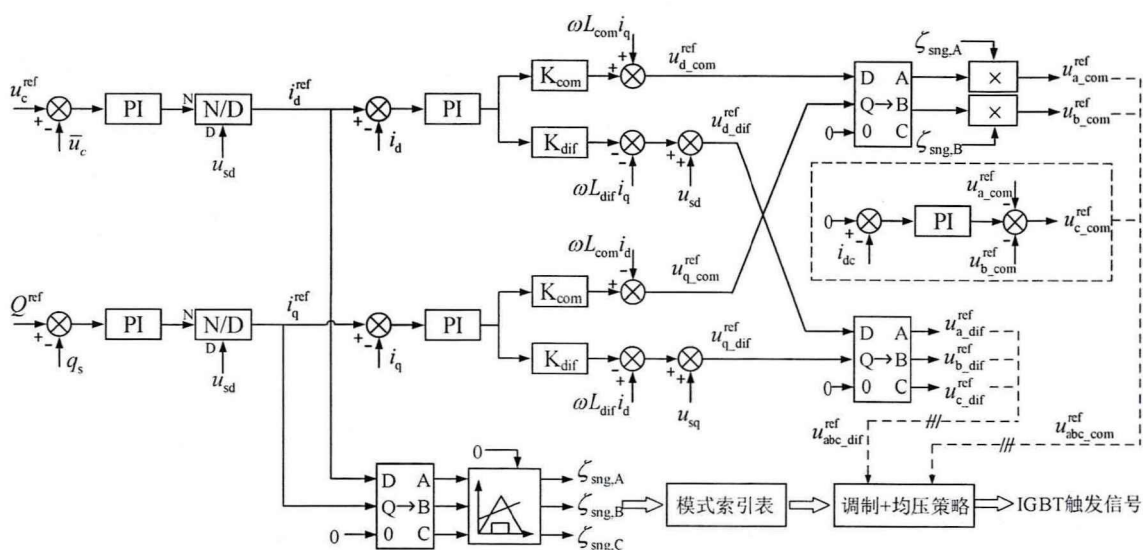 ωL_com i_q
u_c^ref
PI
N
N/D
D
i_d^ref
PI
K_com
+
+
u_d_com^ref
D A
Q→B
0 C
0
ζ_sng,A
×
u_a_com^ref
×
u_b_com^ref
ζ_sng,B
+
-
ū_c
u_sd
+
-
i_d
K_dif
-
-
ωL_dif i_q
+
+
u_sd
u_d_dif^ref
0
+
-
i_dc
PI
u_a_com^ref
-
-
u_b_com^ref
u_c_com^ref
ωL_com i_d
Q^ref
+
-
q_s
PI
N
N/D
D
u_sd
i_q^ref
+
-
i_q
PI
K_com
+
-
u_q_com^ref
K_dif
-
+
ωL_dif i_d
+
+
u_sq
u_q_dif^ref
D A
Q→B
0 C
0
u_a_dif^ref
u_b_dif^ref
u_c_dif^ref
u_abc_dif^ref
u_abc_com^ref
0
D A
Q→B
0 C
0
ζ_sng,A
ζ_sng,B
ζ_sng,C
模式索引表
调制+均压策略
IGBT触发信号